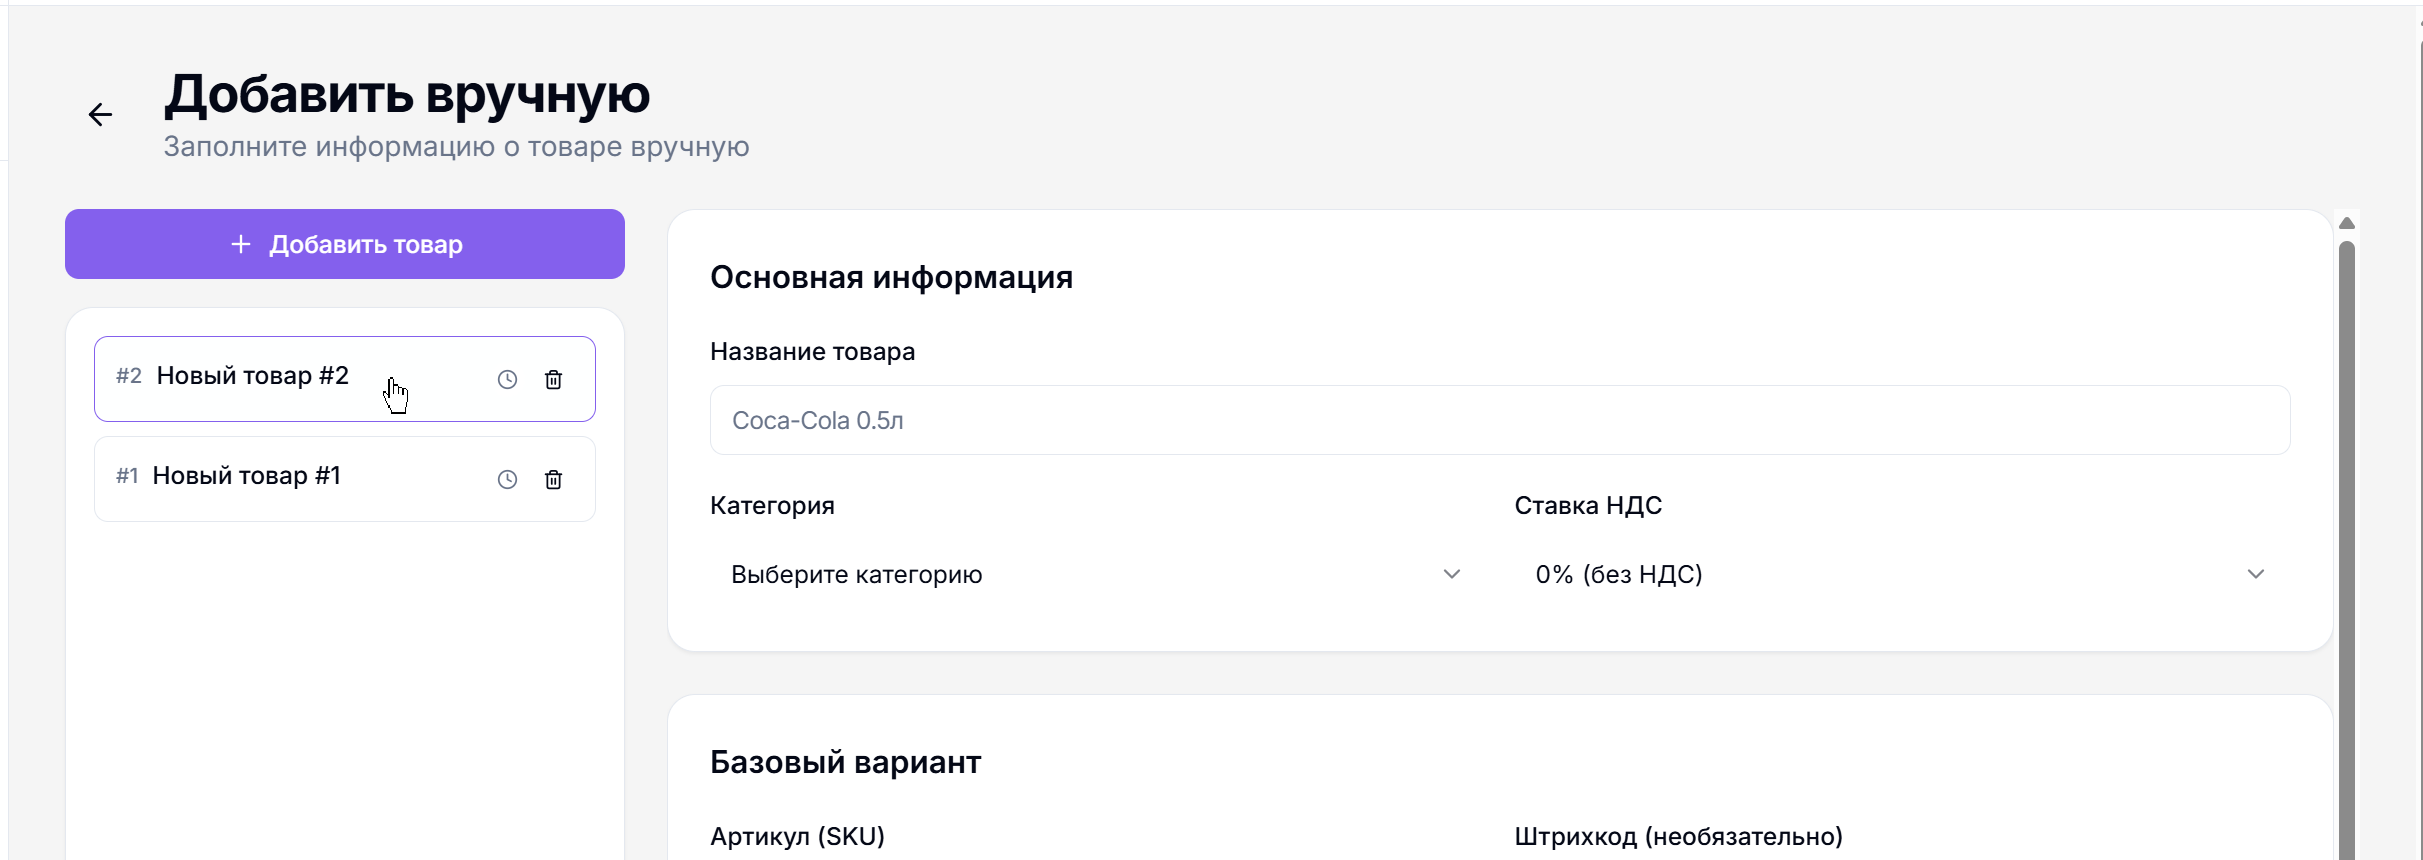 Добавить вручную
Заполните информацию о товаре вручную
Добавить товар
#2 Новый товар #2
#1 Новый товар #1
Основная информация
Название товара
Coca-Cola 0.5л
Категория
Ставка НДС
Выберите категорию
0% (без НДС)
Базовый вариант
Артикул (SKU)
Штрихкод (необязательно)